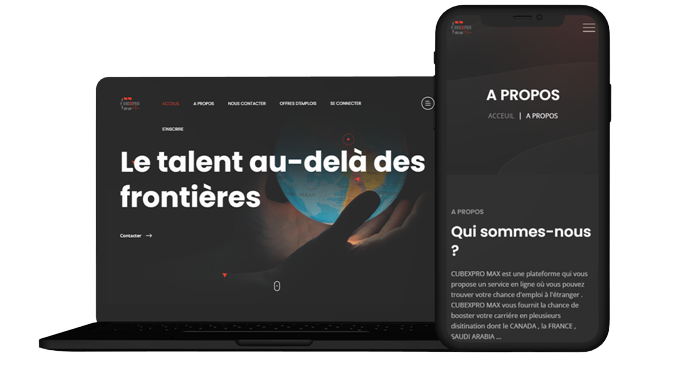 ACCEUIL A PROPOS NOUS CONTACTER OFFRES D'EMPLOIS SE CONNECTER
S'INSCRIRE
Le talent au-delà des
frontières
Contacter
A PROPOS
ACCEUIL | A PROPOS
A PROPOS
Qui sommes-nous
?
CUBEXPRO MAX est une plateforme qui vous
propose un service en ligne où vous pouvez
trouver votre chance d'emploi à l'étranger .
CUBEXPRO MAX vous fournit la chance de
booster votre carrière en pleusieurs
disitination dont le CANADA , la FRANCE ,
SAUDI ARABIA ...